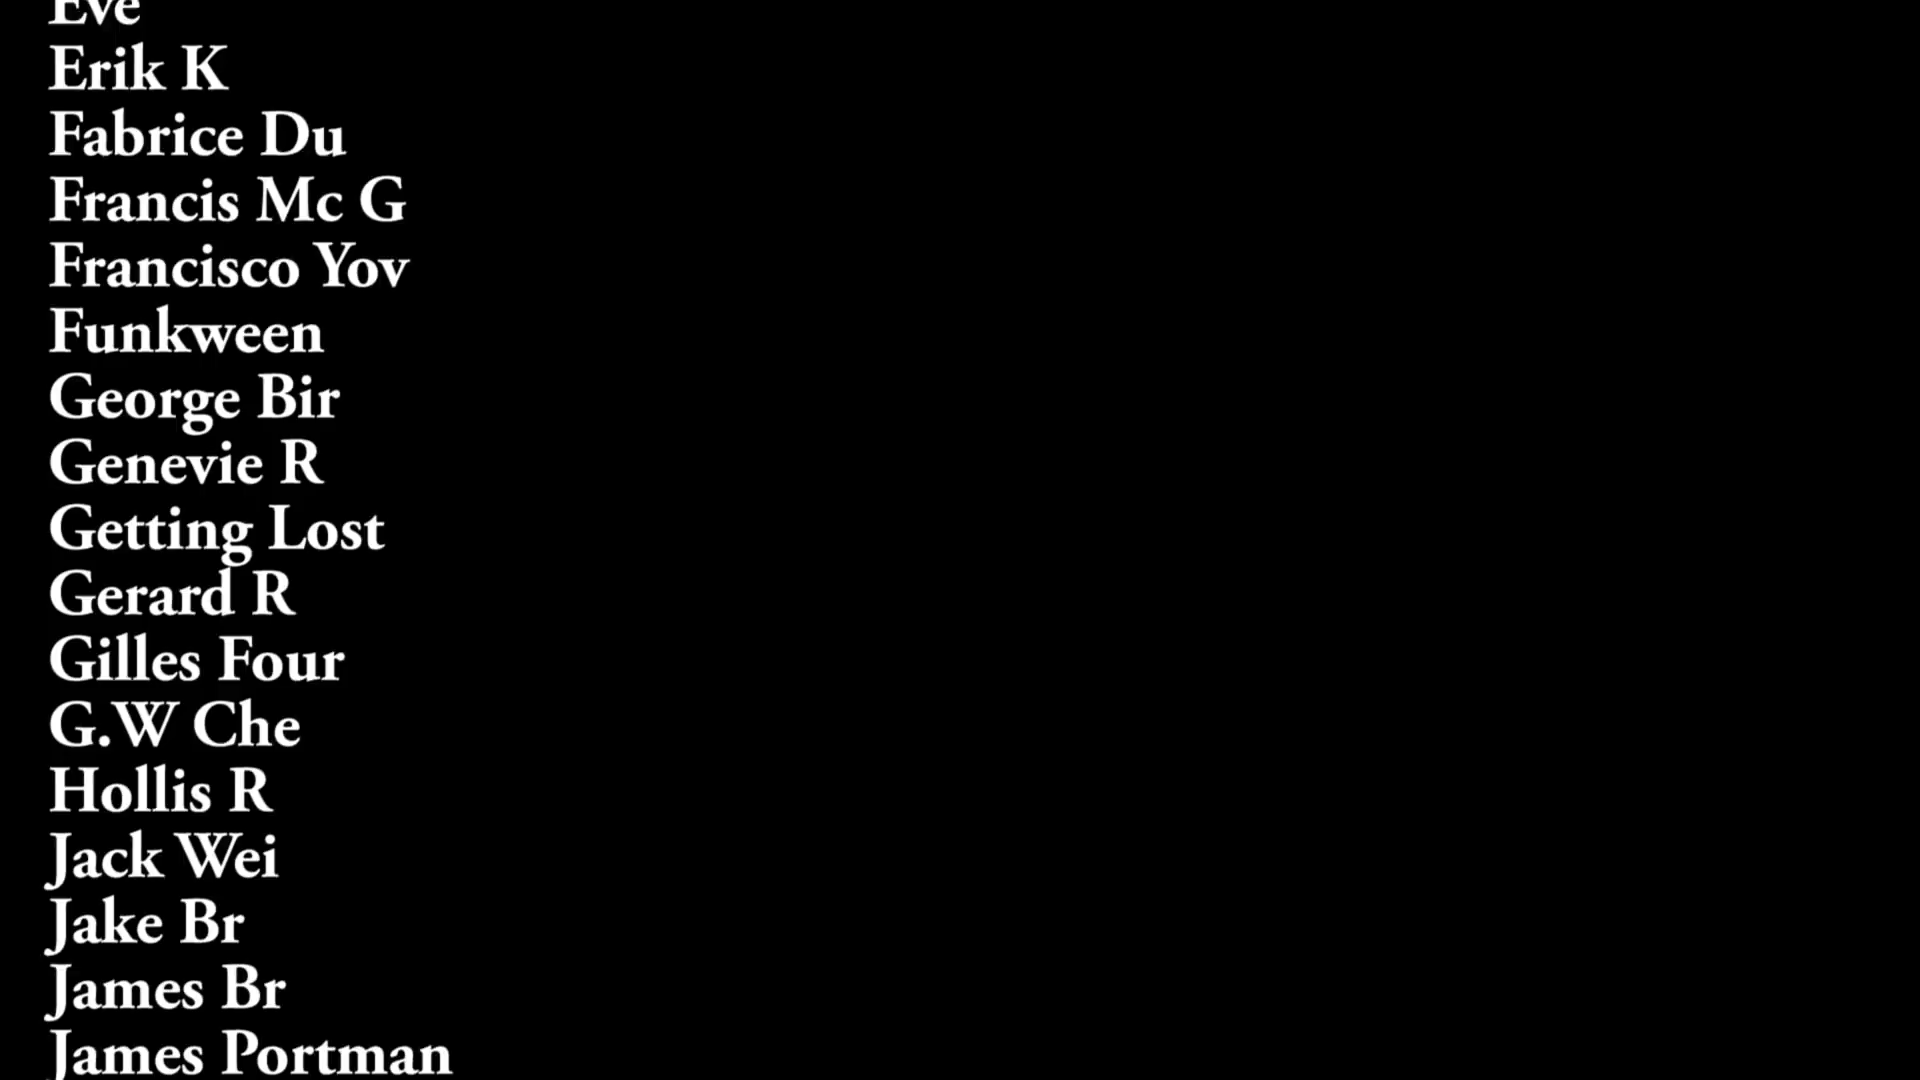 Eve
Erik K
Fabrice Du
Francis Mc G
Francisco Yov
Funkween
George Bir
Genevie R
Getting Lost
Gerard R
Gilles Four
G.W Che
Hollis R
Jack Wei
Jake Br
James Br
James Portman